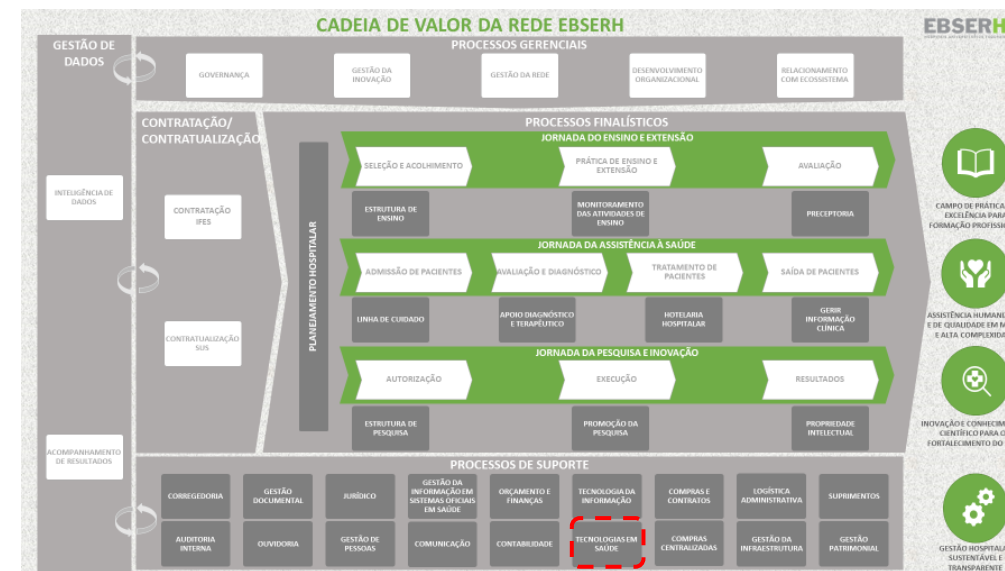 CADEIA DE VALOR DA REDE EBSERH
EBSERH
GESTÃO DE
DADOS
PROCESSOS GERENCIAIS
GOVERNANÇA
GESTÃO DA
INOVAÇÃO
GESTÃO DA REDE
DESENVOLVIMENTO
ORGANIZACIONAL
RELACIONAMENTO
COM ECOSSISTEMA
INTELIGÊNCIA DE
DADOS
ACOMPANHAMENTO
DE RESULTADOS
CONTRATAÇÃO/
CONTRATUALIZAÇÃO
CONTRATAÇÃO
IFES
CONTRATUALIZAÇÃO
SUS
PROCESSOS FINALÍSTICOS
PLANEJAMENTO HOSPITALAR
JORNADA DO ENSINO E EXTENSÃO
SELEÇÃO E ACOLHIMENTO
PRÁTICA DE ENSINO E
EXTENSÃO
AVALIAÇÃO
ESTRUTURA DE
ENSINO
MONITORAMENTO
DAS ATIVIDADES DE
ENSINO
PRECEPTORIA
JORNADA DA ASSISTÊNCIA À SAÚDE
ADMISSÃO DE PACIENTES
AVALIAÇÃO E DIAGNÓSTICO
TRATAMENTO DE
PACIENTES
SAÍDA DE PACIENTES
LINHA DE CUIDADO
APOIO DIAGNÓSTICO
E TERAPÊUTICO
HOTELARIA
HOSPITALAR
GERIR
INFORMAÇÃO
CLÍNICA
JORNADA DA PESQUISA E INOVAÇÃO
AUTORIZAÇÃO
EXECUÇÃO
RESULTADOS
ESTRUTURA DE
PESQUISA
PROMOÇÃO DA
PESQUISA
PROPRIEDADE
INTELECTUAL
PROCESSOS DE SUPORTE
CORREGEDORIA
GESTÃO
DOCUMENTAL
JURÍDICO
GESTÃO DA
INFORMAÇÃO EM
SISTEMAS OFICIAIS
EM SAÚDE
ORÇAMENTO E
FINANÇAS
TECNOLOGIA DA
INFORMAÇÃO
COMPRAS E
CONTRATOS
LOGÍSTICA
ADMINISTRATIVA
SUPRIMENTOS
AUDITORIA
INTERNA
OUVIDORIA
GESTÃO DE
PESSOAS
COMUNICAÇÃO
CONTABILIDADE
TECNOLOGIAS EM
SAÚDE
COMPRAS
CENTRALIZADAS
GESTÃO DA
INFRAESTRUTURA
GESTÃO
PATRIMONIAL
CAMPO DE PRÁTICA
EXCELÊNCIA PARA
FORMAÇÃO PROFISSI
ASSISTÊNCIA HUMANI
E DE QUALIDADE EM M
E ALTA COMPLEXIDA
INOVAÇÃO E CONHECIM
CIENTÍFICO PARA O
FORTALECIMENTO DO
GESTÃO HOSPITALA
SUSTENTÁVEL E
TRANSPARENTE